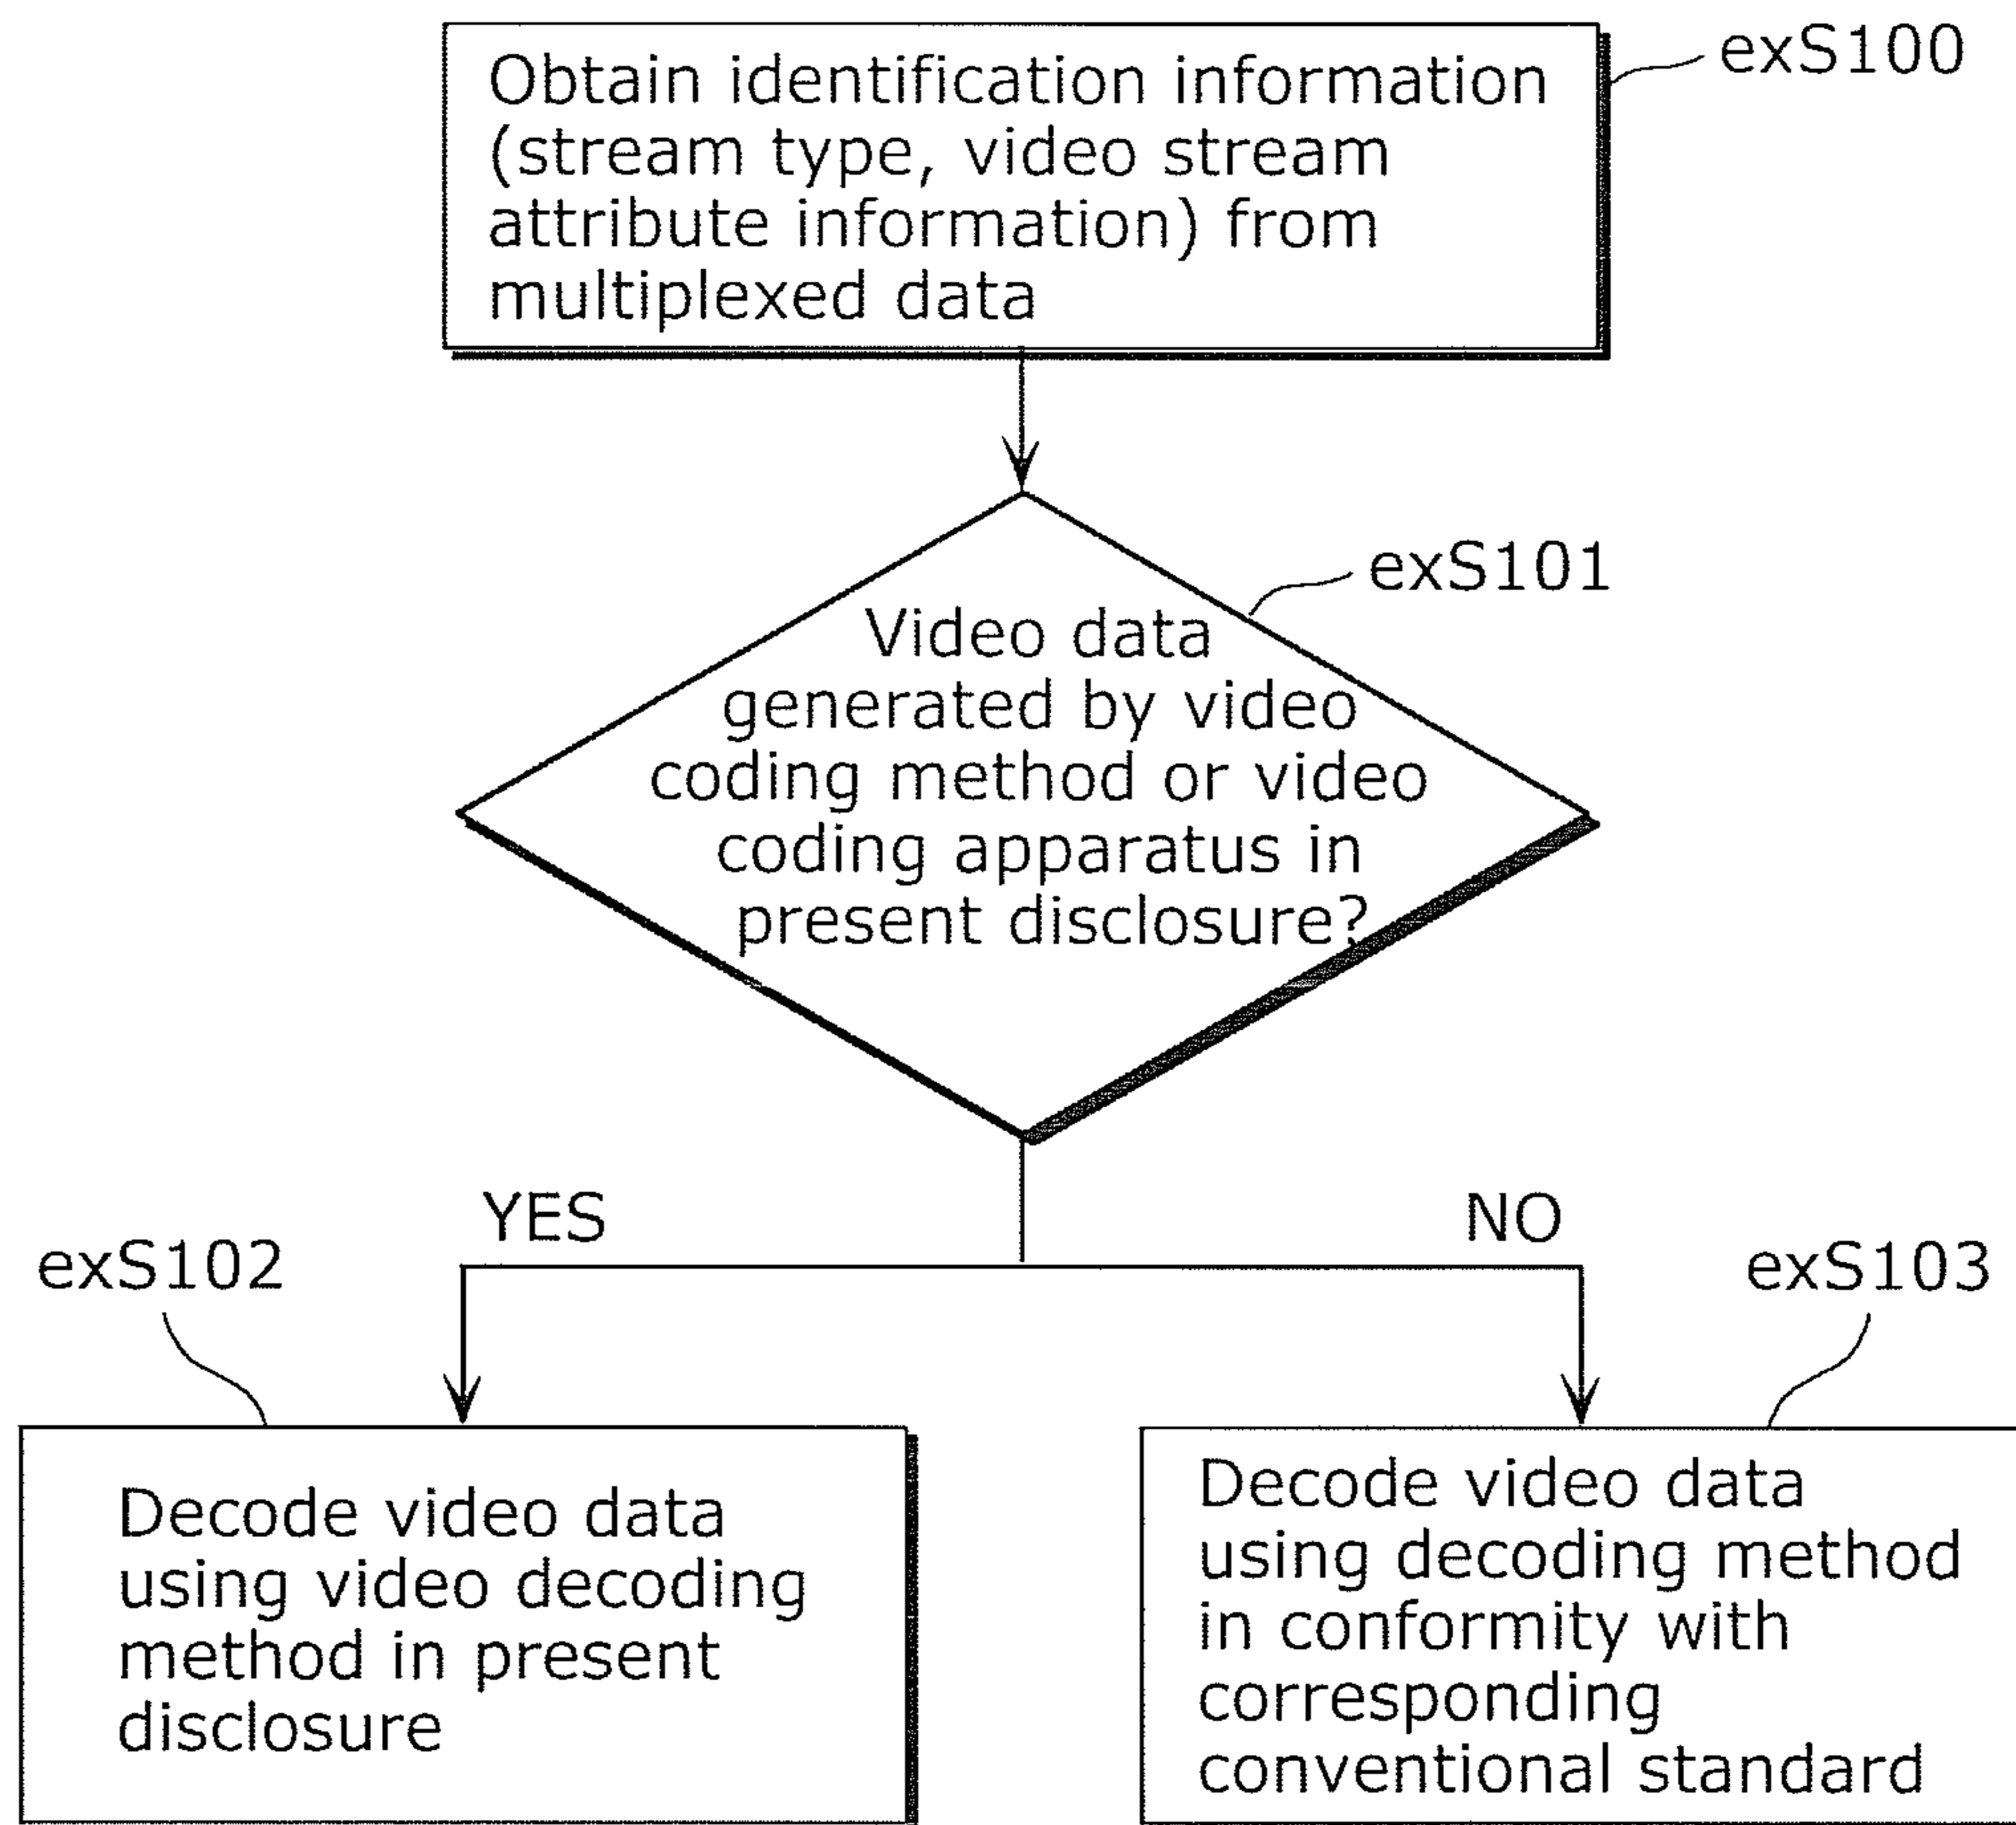 exS100
Obtain identification information
(stream type, video stream
attribute information) from
multiplexed data
exS101
Video data
generated by video
coding method or video
coding apparatus in
present disclosure?
YES
NO
exS102
exS103
Decode video data
using video decoding
method in present
disclosure
Decode video data
using decoding method
in conformity with
corresponding
conventional standard